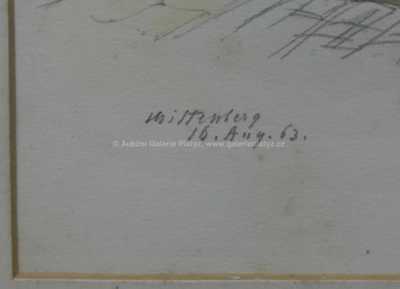 Miltenberg
16. Aug. 63.
© Aukční Galerie Platýz, www.galerieplatyz.cz